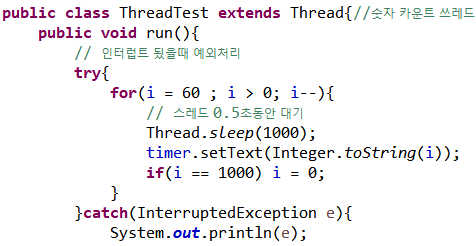 public class ThreadTest extends Thread{//숫자 카운트 쓰레드
public void run(){
// 인터럽트 됬을때 예외처리
try{
for(i = 60 ; i > 0; i--){
// 스레드 0.5초동안 대기
Thread.sleep(1000);
timer.setText(Integer.toString(i));
if(i == 1000) i = 0;
}
}catch(InterruptedException e){
System.out.println(e);